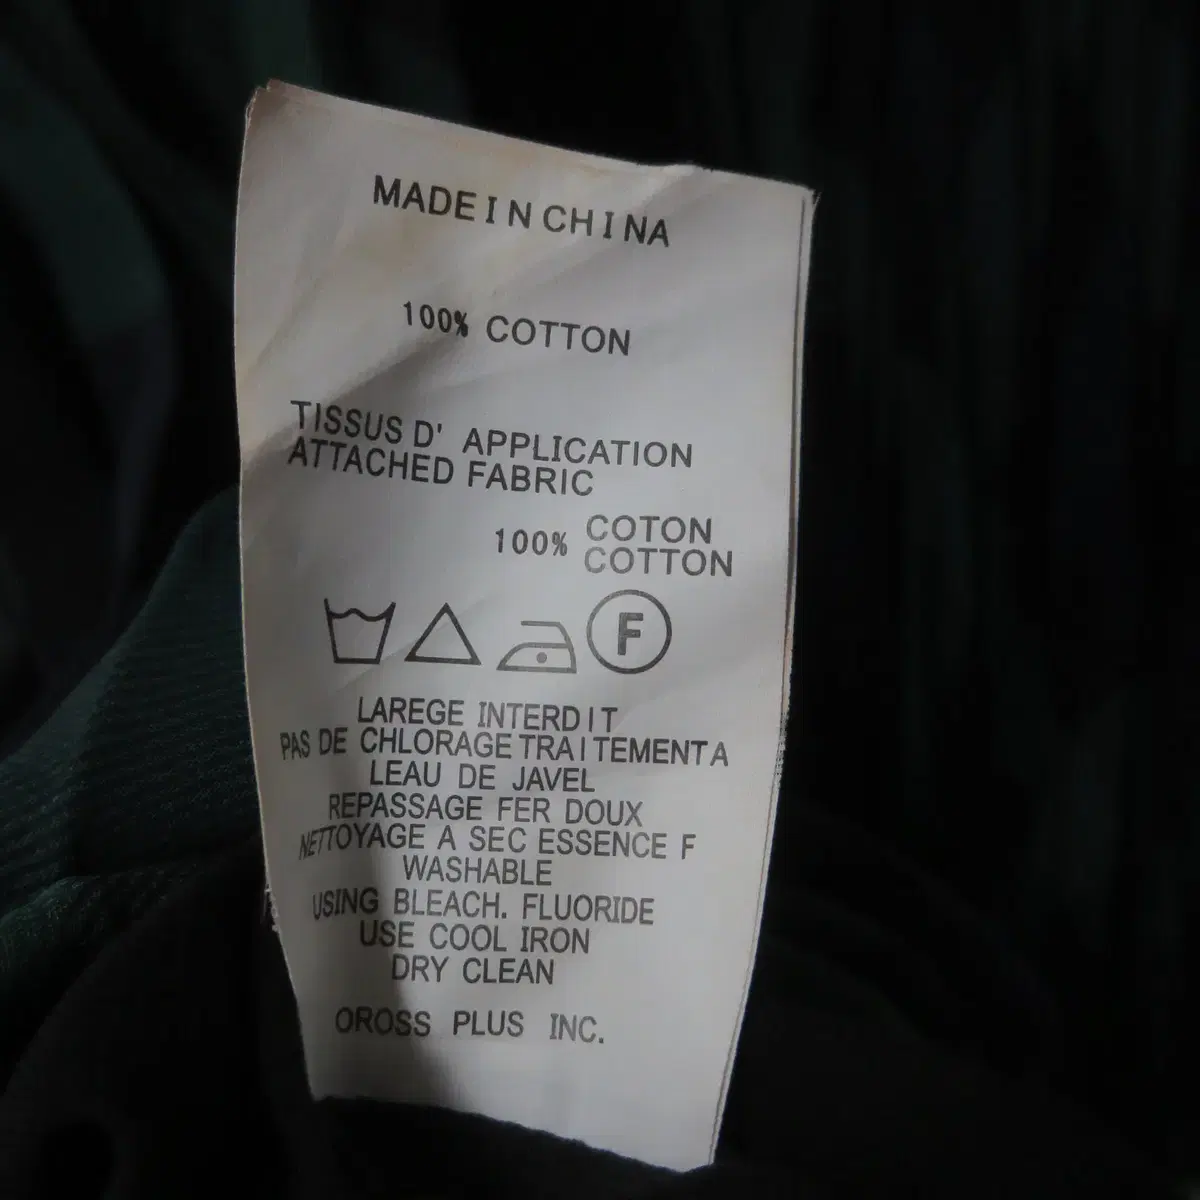 MADE IN CHINA
100% COTTON
TISSUS D' APPLICATION
ATTACHED FABRIC
100% COTON
COTTON
F
LAREGE INTERDIT
PAS DE CHLORAGE TRAITEMENT A
LEAU DE JAVEL
REPASSAGE FER DOUX
NETTOYAGE A SEC ESSENCE F
WASHABLE
USING BLEACH. FLUORIDE
USE COOL IRON
DRY CLEAN
OROSS PLUS INC.